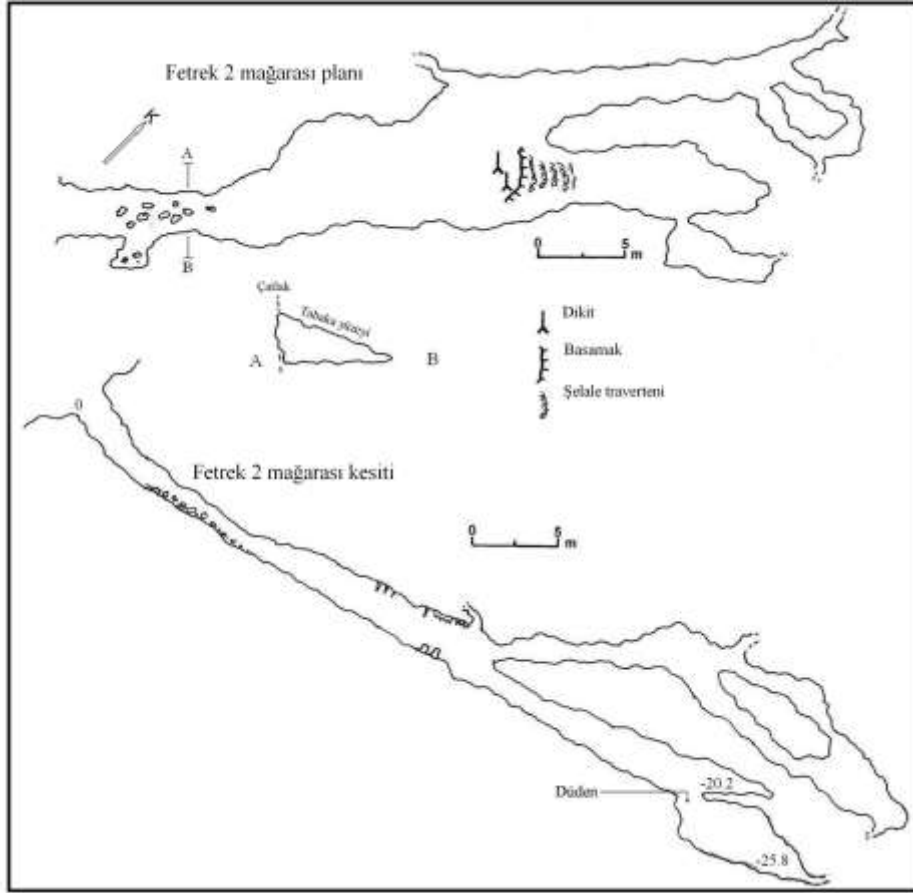 Fetrek 2 mağarası planı
K
A
B
0 5
m
Çatlak
Tabaka yüzeyi
A B
Dikit
Basamak
Şelale traverteni
0
Fetrek 2 mağarası kesiti
0 5
m
-20.2
Düden
-25.8